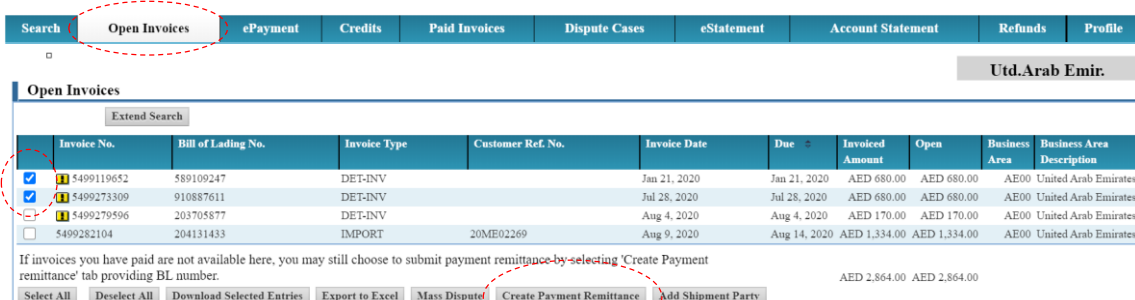 Search Open Invoices ePayment Credits Paid Invoices Dispute Cases eStatement Account Statement Refunds Profile
Utd.Arab Emir.
Open Invoices
Extend Search
Invoice No. Bill of Lading No. Invoice Type Customer Ref. No. Invoice Date Due Invoiced Amount Open Business Area Business Area Description
5499119652 589109247 DET-INV Jan 21, 2020 Jan 21, 2020 AED 680.00 AED 680.00 AE00 United Arab Emirates
5499273309 910887611 DET-INV Jul 28, 2020 Jul 28, 2020 AED 680.00 AED 680.00 AE00 United Arab Emirates
5499279596 203705877 DET-INV Aug 4, 2020 Aug 4, 2020 AED 170.00 AED 170.00 AE00 United Arab Emirates
5499282104 204131433 IMPORT 20ME02269 Aug 9, 2020 Aug 14, 2020 AED 1,334.00 AED 1,334.00 AE00 United Arab Emirates
If invoices you have paid are not available here, you may still choose to submit payment remittance by selecting 'Create Payment
remittance' tab providing BL number.
AED 2,864.00 AED 2,864.00
Select All Deselect All Download Selected Entries Export to Excel Mass Dispute Create Payment Remittance Add Shipment Party